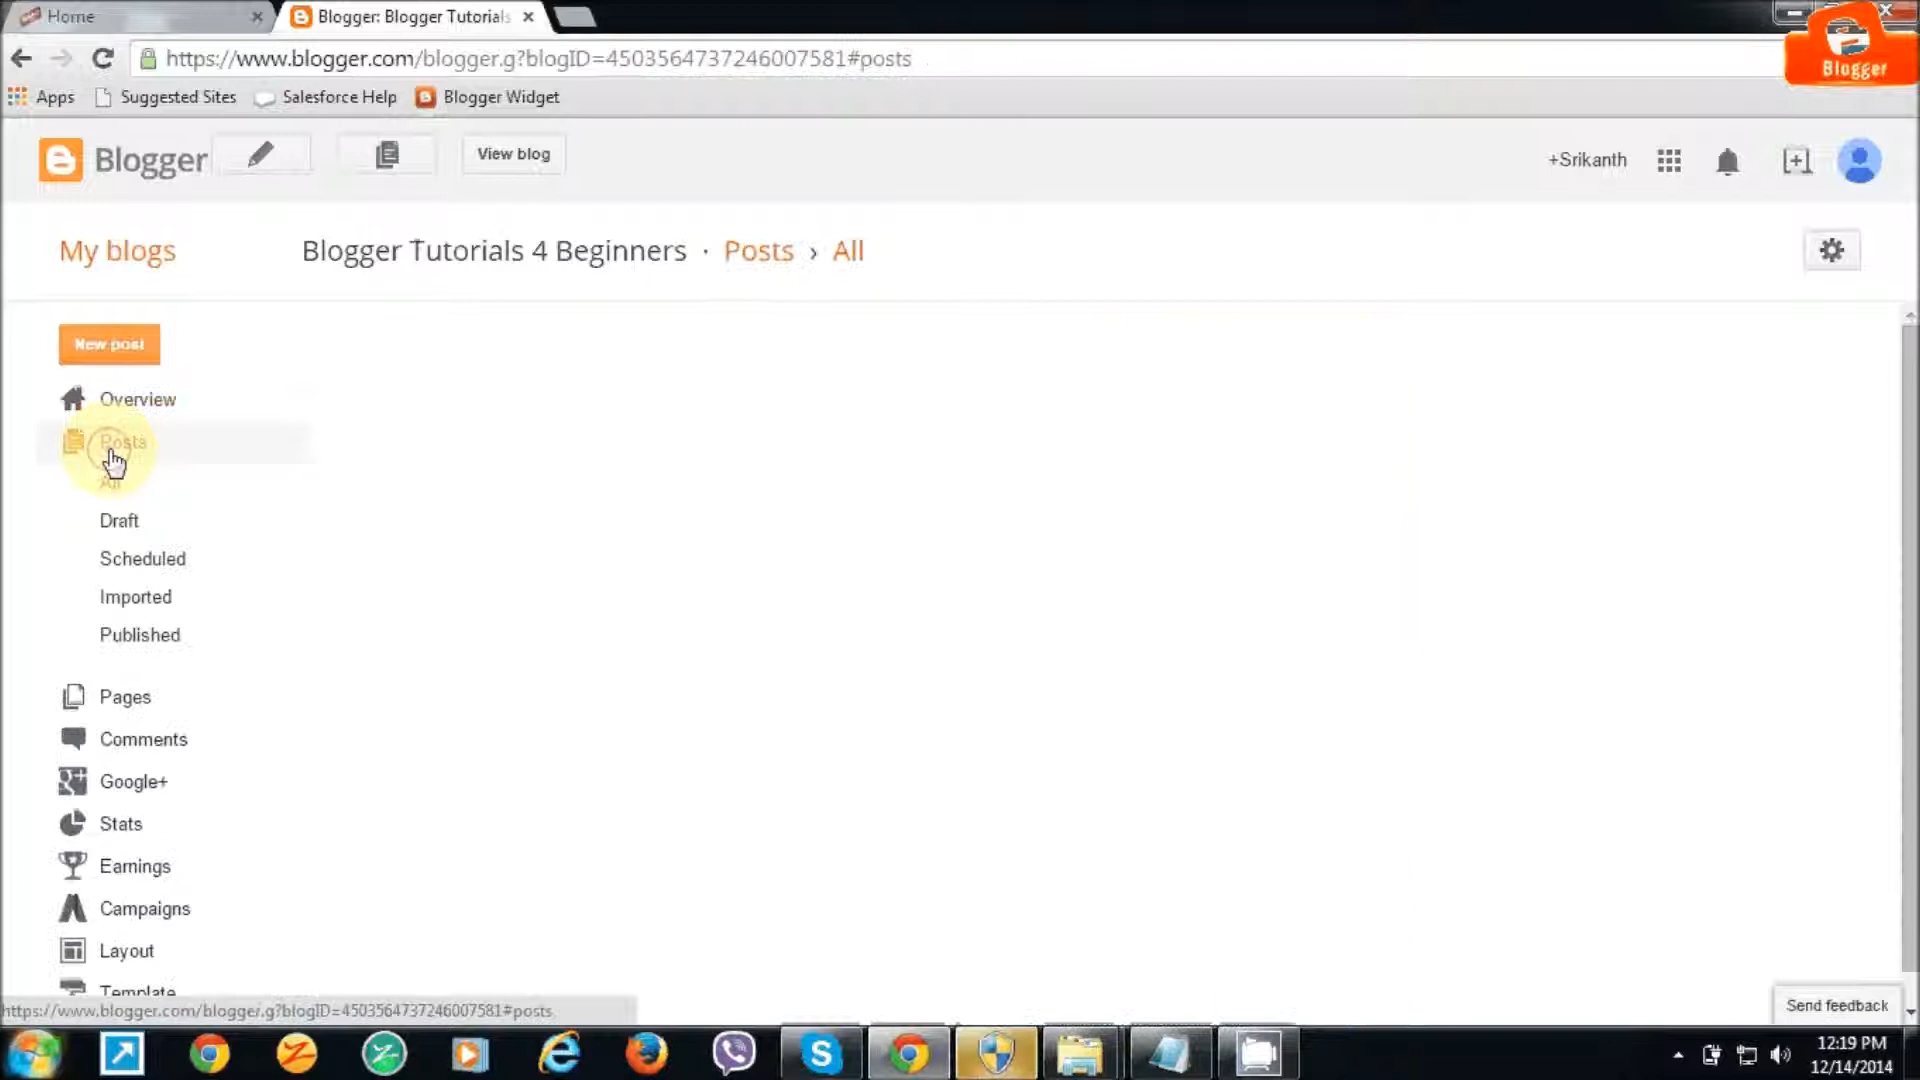 Home
Blogger: Blogger Tutorials
https://www.blogger.com/blogger.g?blogID=4503564737246007581#posts
Apps
Suggested Sites
Salesforce Help
Blogger Widget
Blogger
Blogger
View blog
+Srikanth
My blogs
Blogger Tutorials 4 Beginners · Posts › All
New post
Overview
Posts
All
Draft
Scheduled
Imported
Published
Pages
Comments
Google+
Stats
Earnings
Campaigns
Layout
Template
https://www.blogger.com/blogger.g?blogID=4503564737246007581#posts
Send feedback
12:19 PM
12/14/2014